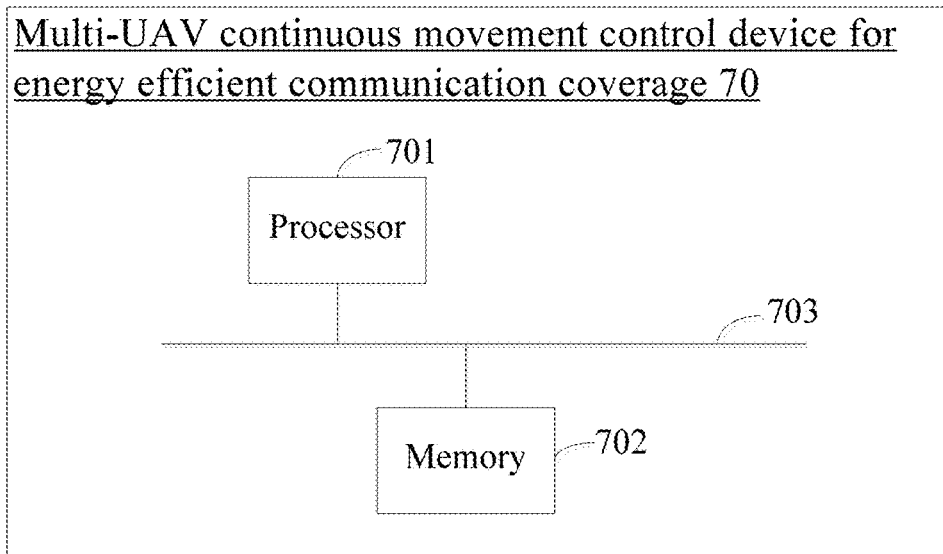 Multi-UAV continuous movement control device for
energy efficient communication coverage 70
701
Processor
703
Memory
702